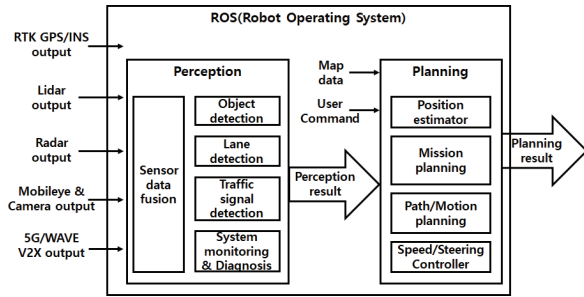 ROS(Robot Operating System)
RTK GPS/INS
output
Lidar
output
Radar
output
Mobileye &
Camera output
5G/WAVE
V2X output
Perception
Sensor
data
fusion
Object
detection
Lane
detection
Traffic
signal
detection
System
monitoring
& Diagnosis
Perception
result
Map
data
User
Command
Planning
Position
estimator
Mission
planning
Path/Motion
planning
Speed/Steering
Controller
Planning
result